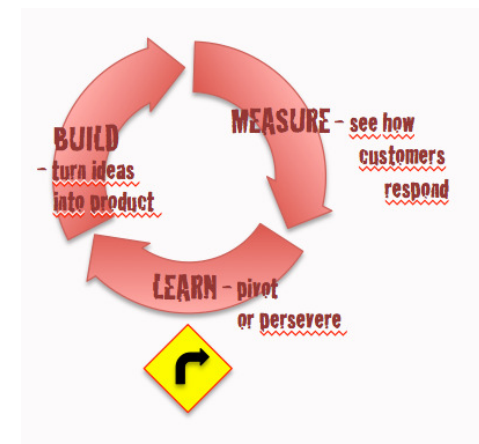 BUILD
- turn ideas
into product
MEASURE - see how
customers
respond
LEARN - pivot
or persevere